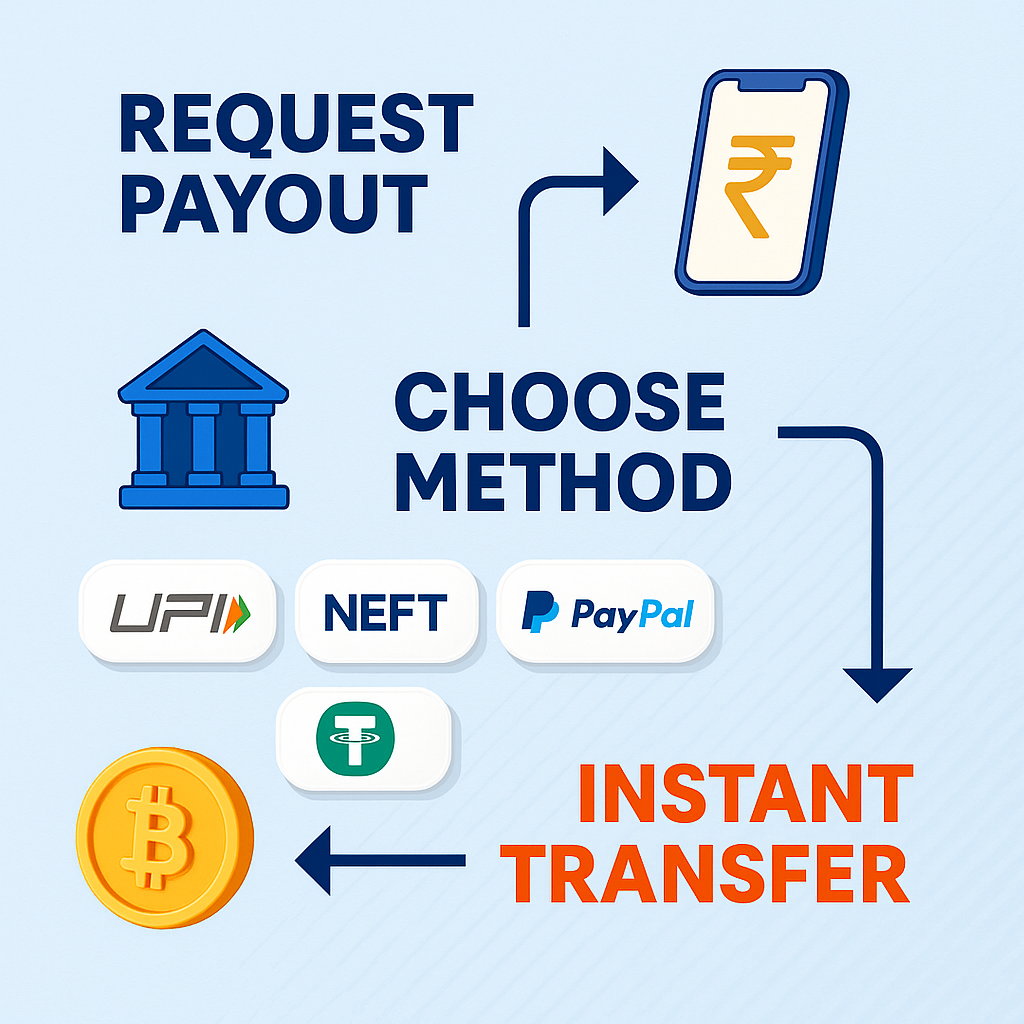 REQUEST
PAYOUT
₹
CHOOSE
METHOD
UPI
NEFT
PayPal
INSTANT
TRANSFER